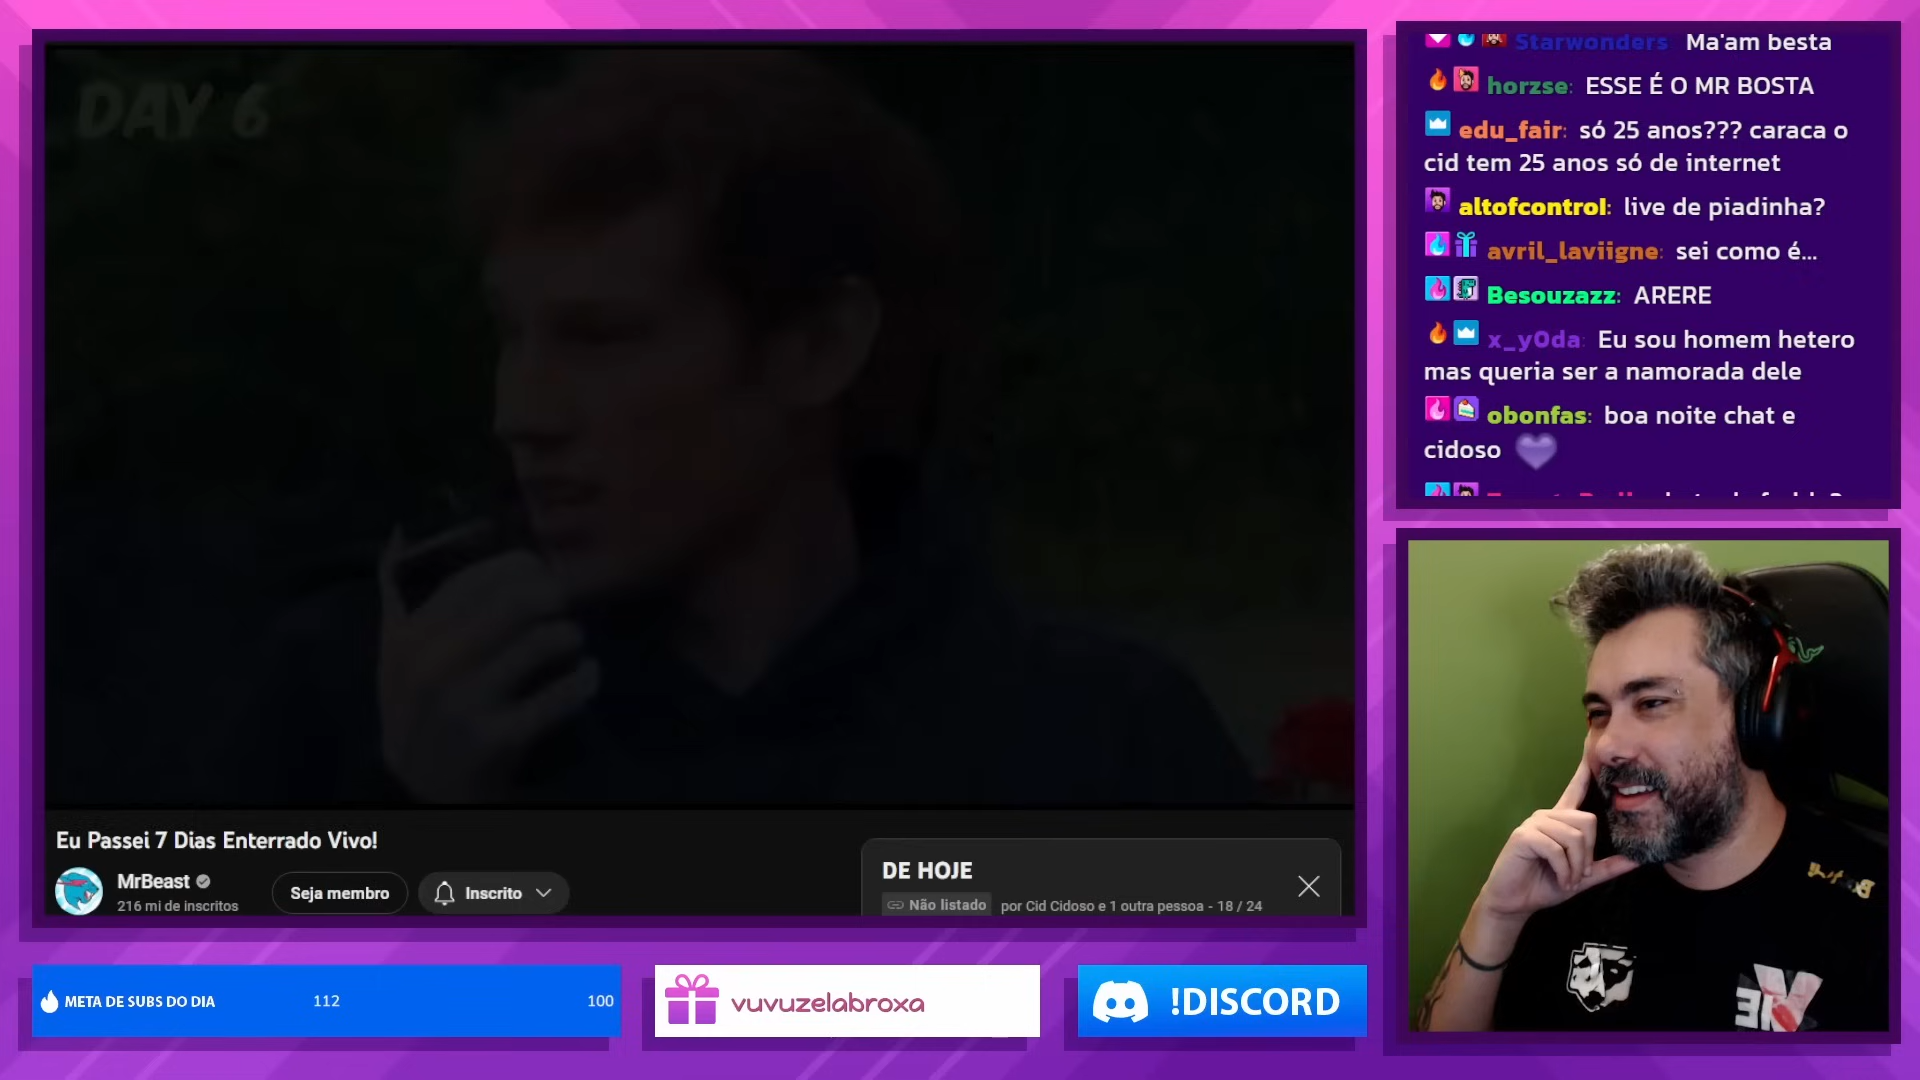 DAY 6
Eu Passei 7 Dias Enterrado Vivo!
MrBeast
216 mi de inscritos
Seja membro
Inscrito
DE HOJE
Não listado
por Cid Cidoso e 1 outra pessoa - 18 / 24
Starwonders Ma'am besta
horzse: ESSE É O MR BOSTA
edu_fair: só 25 anos??? caraca o
cid tem 25 anos só de internet
altofcontrol: live de piadinha?
avril_laviigne: sei como é...
Besouzazz: ARERE
x_y0da: Eu sou homem hetero
mas queria ser a namorada dele
obonfas: boa noite chat e
cidoso
META DE SUBS DO DIA
112
100
vuvuzelabroxa
!DISCORD